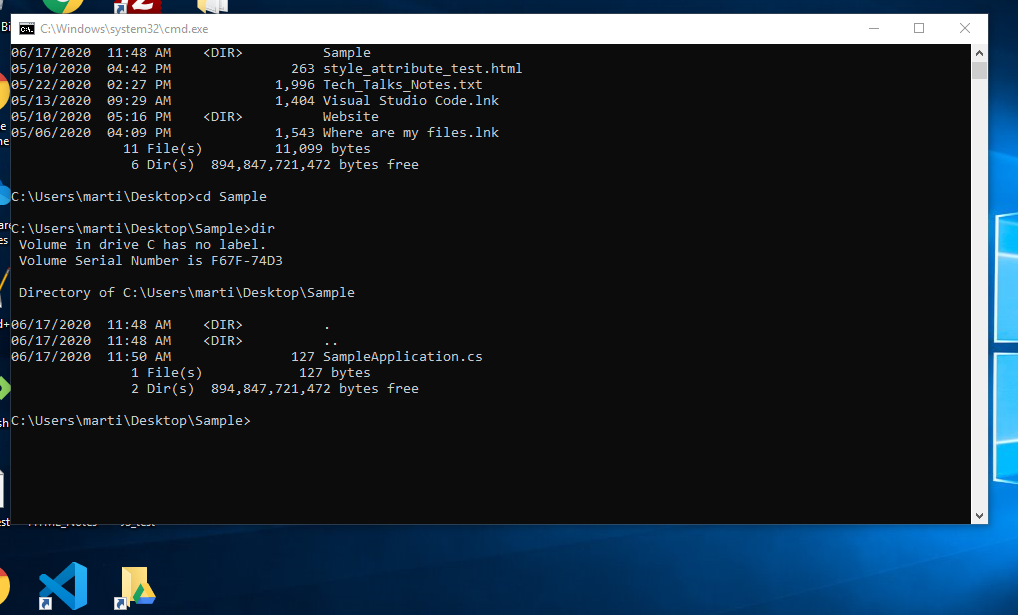 C:\Windows\system32\cmd.exe
06/17/2020  11:48 AM    <DIR>          Sample
05/10/2020  04:42 PM               263 style_attribute_test.html
05/22/2020  02:27 PM             1,996 Tech_Talks_Notes.txt
05/13/2020  09:29 AM             1,404 Visual Studio Code.lnk
05/10/2020  05:16 PM    <DIR>          Website
05/06/2020  04:09 PM             1,543 Where are my files.lnk
              11 File(s)         11,099 bytes
               6 Dir(s)  894,847,721,472 bytes free
C:\Users\marti\Desktop>cd Sample
C:\Users\marti\Desktop\Sample>dir
 Volume in drive C has no label.
 Volume Serial Number is F67F-74D3
 Directory of C:\Users\marti\Desktop\Sample
06/17/2020  11:48 AM    <DIR>          .
06/17/2020  11:48 AM    <DIR>          ..
06/17/2020  11:50 AM               127 SampleApplication.cs
               1 File(s)            127 bytes
               2 Dir(s)  894,847,721,472 bytes free
C:\Users\marti\Desktop\Sample>